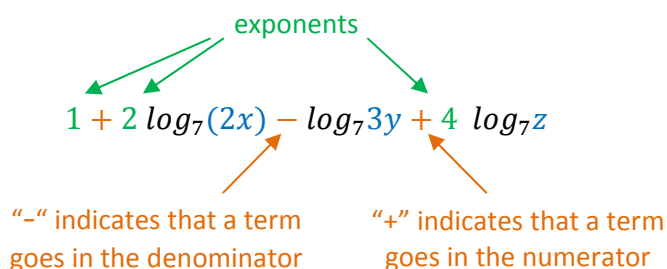 exponents
1 + 2 log₇(2x) − log₇3y + 4 log₇z
“-“ indicates that a term
goes in the denominator
“+” indicates that a term
goes in the numerator